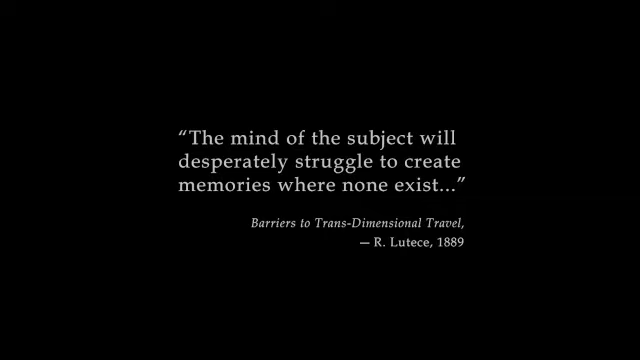 “The mind of the subject will
desperately struggle to create
memories where none exist...”
Barriers to Trans-Dimensional Travel,
— R. Lutece, 1889